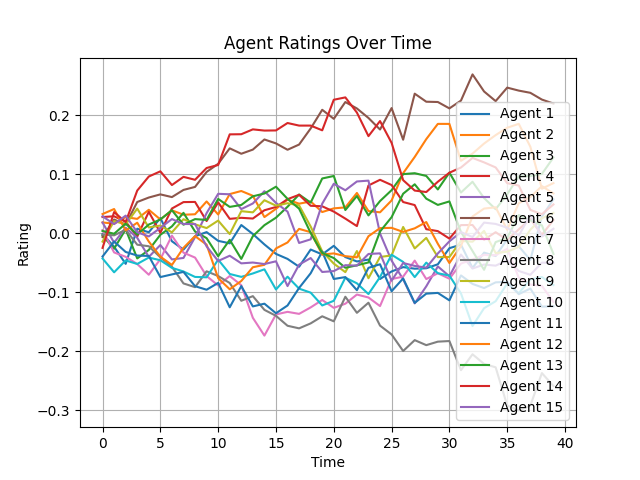 Agent Ratings Over Time
Rating
0.2
0.1
0.0
−0.1
−0.2
−0.3
0
5
10
15
20
25
30
35
40
Time
Agent 1
Agent 2
Agent 3
Agent 4
Agent 5
Agent 6
Agent 7
Agent 8
Agent 9
Agent 10
Agent 11
Agent 12
Agent 13
Agent 14
Agent 15